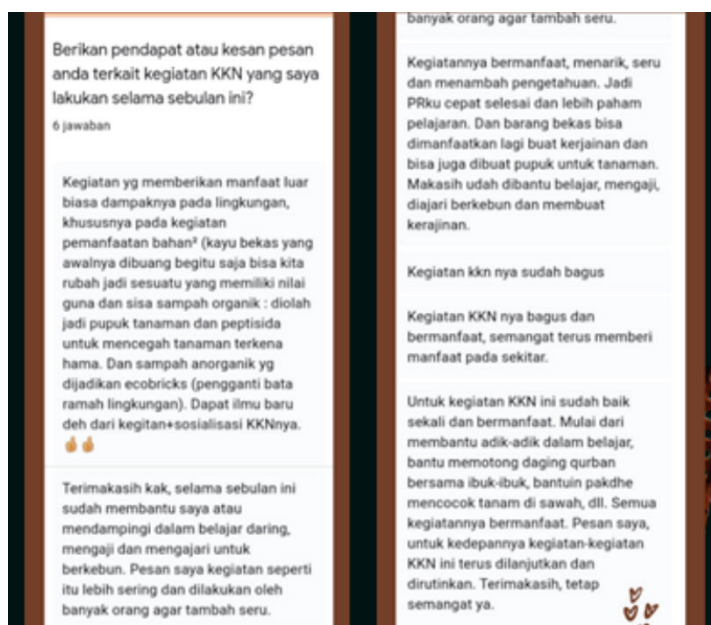 Berikan pendapat atau kesan pesan
anda terkait kegiatan KKN yang saya
lakukan selama sebulan ini?
6 jawaban
Kegiatan yg memberikan manfaat luar
biasa dampaknya pada lingkungan,
khususnya pada kegiatan
pemanfaatan bahan² (kayu bekas yang
awalnya dibuang begitu saja bisa kita
rubah jadi sesuatu yang memiliki nilai
guna dan sisa sampah organik : diolah
jadi pupuk tanaman dan peptisida
untuk mencegah tanaman terkena
hama. Dan sampah anorganik yg
dijadikan ecobricks (pengganti bata
ramah lingkungan). Dapat ilmu baru
deh dari kegitan+sosialisasi KKNnya.
👍👍
Terimakasih kak, selama sebulan ini
sudah membantu saya atau
mendampingi dalam belajar daring,
mengaji dan mengajari untuk
berkebun. Pesan saya kegiatan seperti
itu lebih sering dan dilakukan oleh
banyak orang agar tambah seru.
banyak orang agar tambah seru.
Kegiatannya bermanfaat, menarik, seru
dan menambah pengetahuan. Jadi
PRku cepat selesai dan lebih paham
pelajaran. Dan barang bekas bisa
dimanfaatkan lagi buat kerjainan dan
bisa juga dibuat pupuk untuk tanaman.
Makasih udah dibantu belajar, mengaji,
diajari berkebun dan membuat
kerajinan.
Kegiatan kkn nya sudah bagus
Kegiatan KKN nya bagus dan
bermanfaat, semangat terus memberi
manfaat pada sekitar.
Untuk kegiatan KKN ini sudah baik
sekali dan bermanfaat. Mulai dari
membantu adik-adik dalam belajar,
bantu memotong daging qurban
bersama ibuk-ibuk, bantuin pakdhe
mencocok tanam di sawah, dll. Semua
kegiatannya bermanfaat. Pesan saya,
untuk kedepannya kegiatan-kegiatan
KKN ini terus dilanjutkan dan
dirutinkan. Terimakasih, tetap
semangat ya.